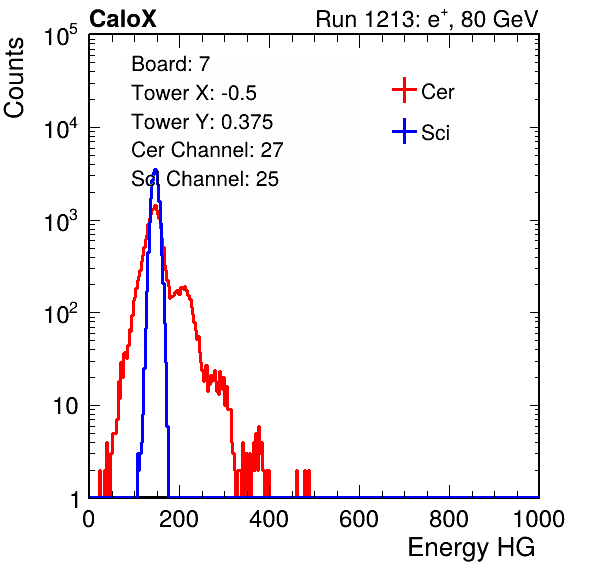 CaloX Run 1213: e⁺, 80 GeV
Counts
Board: 7
Tower X: -0.5
Tower Y: 0.375
Cer Channel: 27
Sci Channel: 25
Cer
Sci
10⁵
10⁴
10³
10²
10
1
0 200 400 600 800 1000
Energy HG